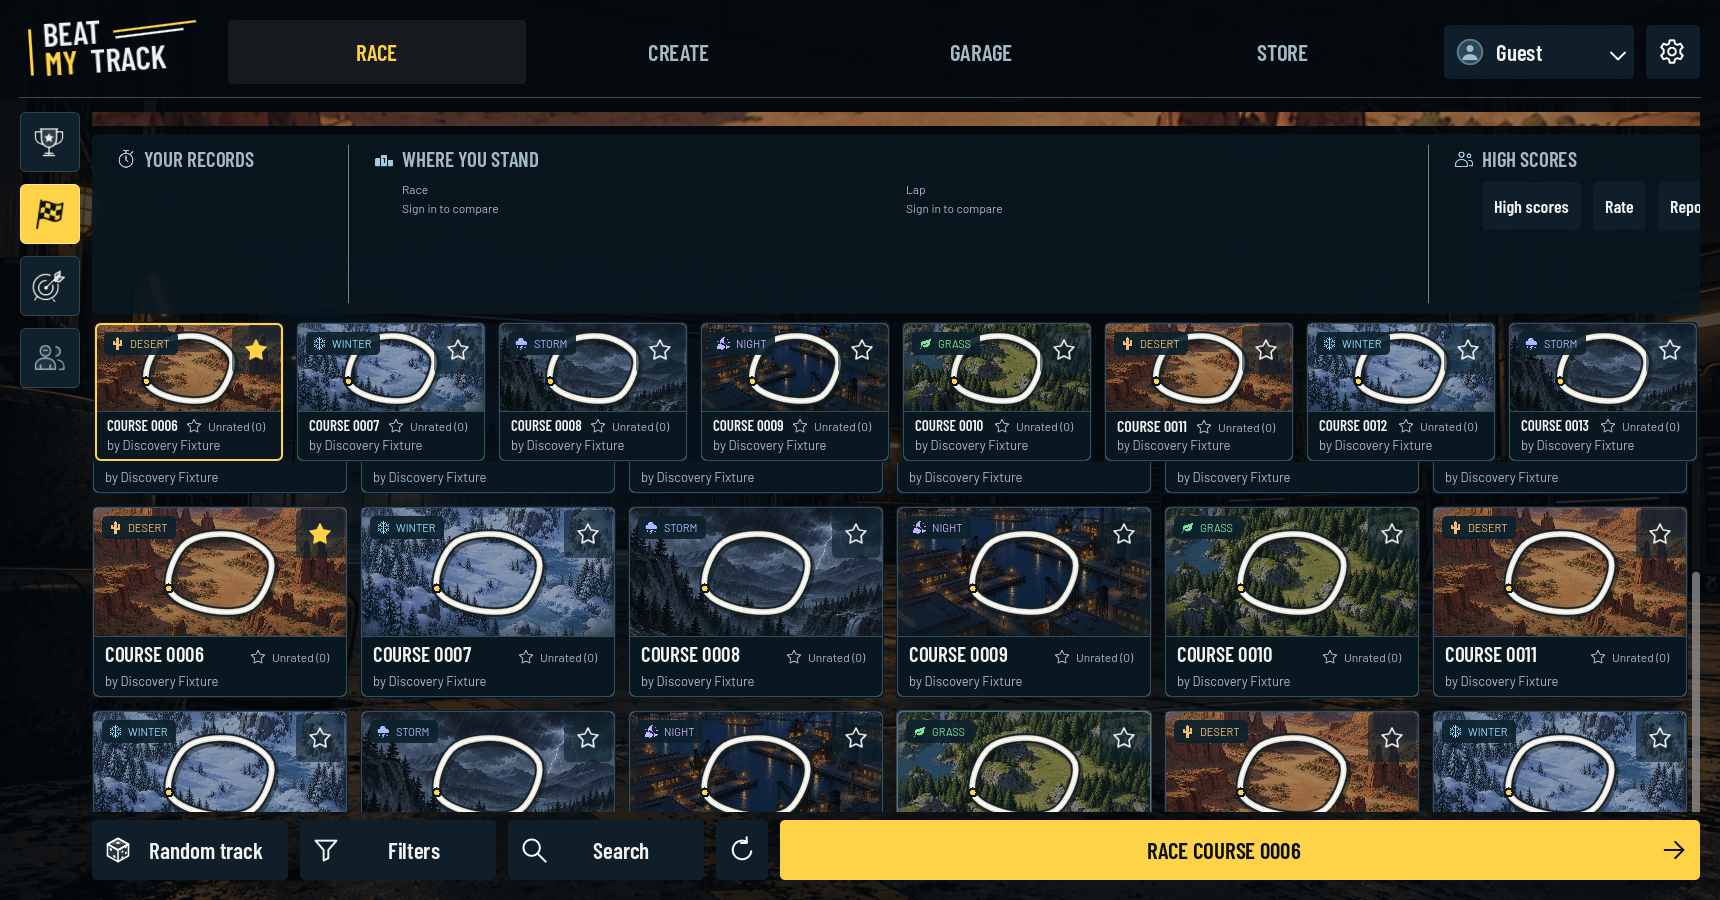 BEAT
MY TRACK
RACE
CREATE
GARAGE
STORE
Guest
YOUR RECORDS
WHERE YOU STAND
HIGH SCORES
Race
Sign in to compare
Lap
Sign in to compare
High scores
Rate
Repo
DESERT
WINTER
STORM
NIGHT
GRASS
DESERT
WINTER
STORM
COURSE 0006 Unrated (0)
by Discovery Fixture
COURSE 0007 Unrated (0)
by Discovery Fixture
COURSE 0008 Unrated (0)
by Discovery Fixture
COURSE 0009 Unrated (0)
by Discovery Fixture
COURSE 0010 Unrated (0)
by Discovery Fixture
COURSE 0011 Unrated (0)
by Discovery Fixture
COURSE 0012 Unrated (0)
by Discovery Fixture
COURSE 0013 Unrated (0)
by Discovery Fixture
by Discovery Fixture
by Discovery Fixture
by Discovery Fixture
by Discovery Fixture
by Discovery Fixture
by Discovery Fixture
DESERT
WINTER
STORM
NIGHT
GRASS
DESERT
COURSE 0006 Unrated (0)
by Discovery Fixture
COURSE 0007 Unrated (0)
by Discovery Fixture
COURSE 0008 Unrated (0)
by Discovery Fixture
COURSE 0009 Unrated (0)
by Discovery Fixture
COURSE 0010 Unrated (0)
by Discovery Fixture
COURSE 0011 Unrated (0)
by Discovery Fixture
WINTER
STORM
NIGHT
GRASS
DESERT
WINTER
Random track
Filters
Search
RACE COURSE 0006